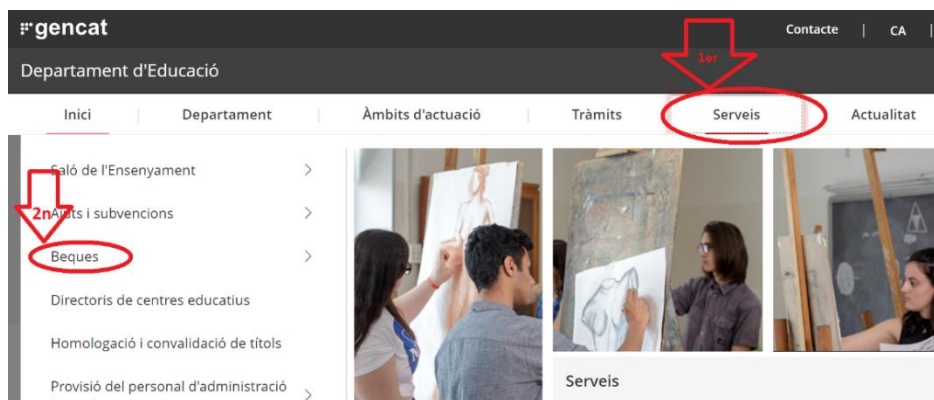 gencat
Contacte | CA |
Departament d'Educació
1er
Inici
Departament
Àmbits d'actuació
Tràmits
Serveis
Actualitat
Saló de l'Ensenyament
2n
Ajuts i subvencions
Beques
Directoris de centres educatius
Homologació i convalidació de títols
Provisió del personal d'administració
Serveis